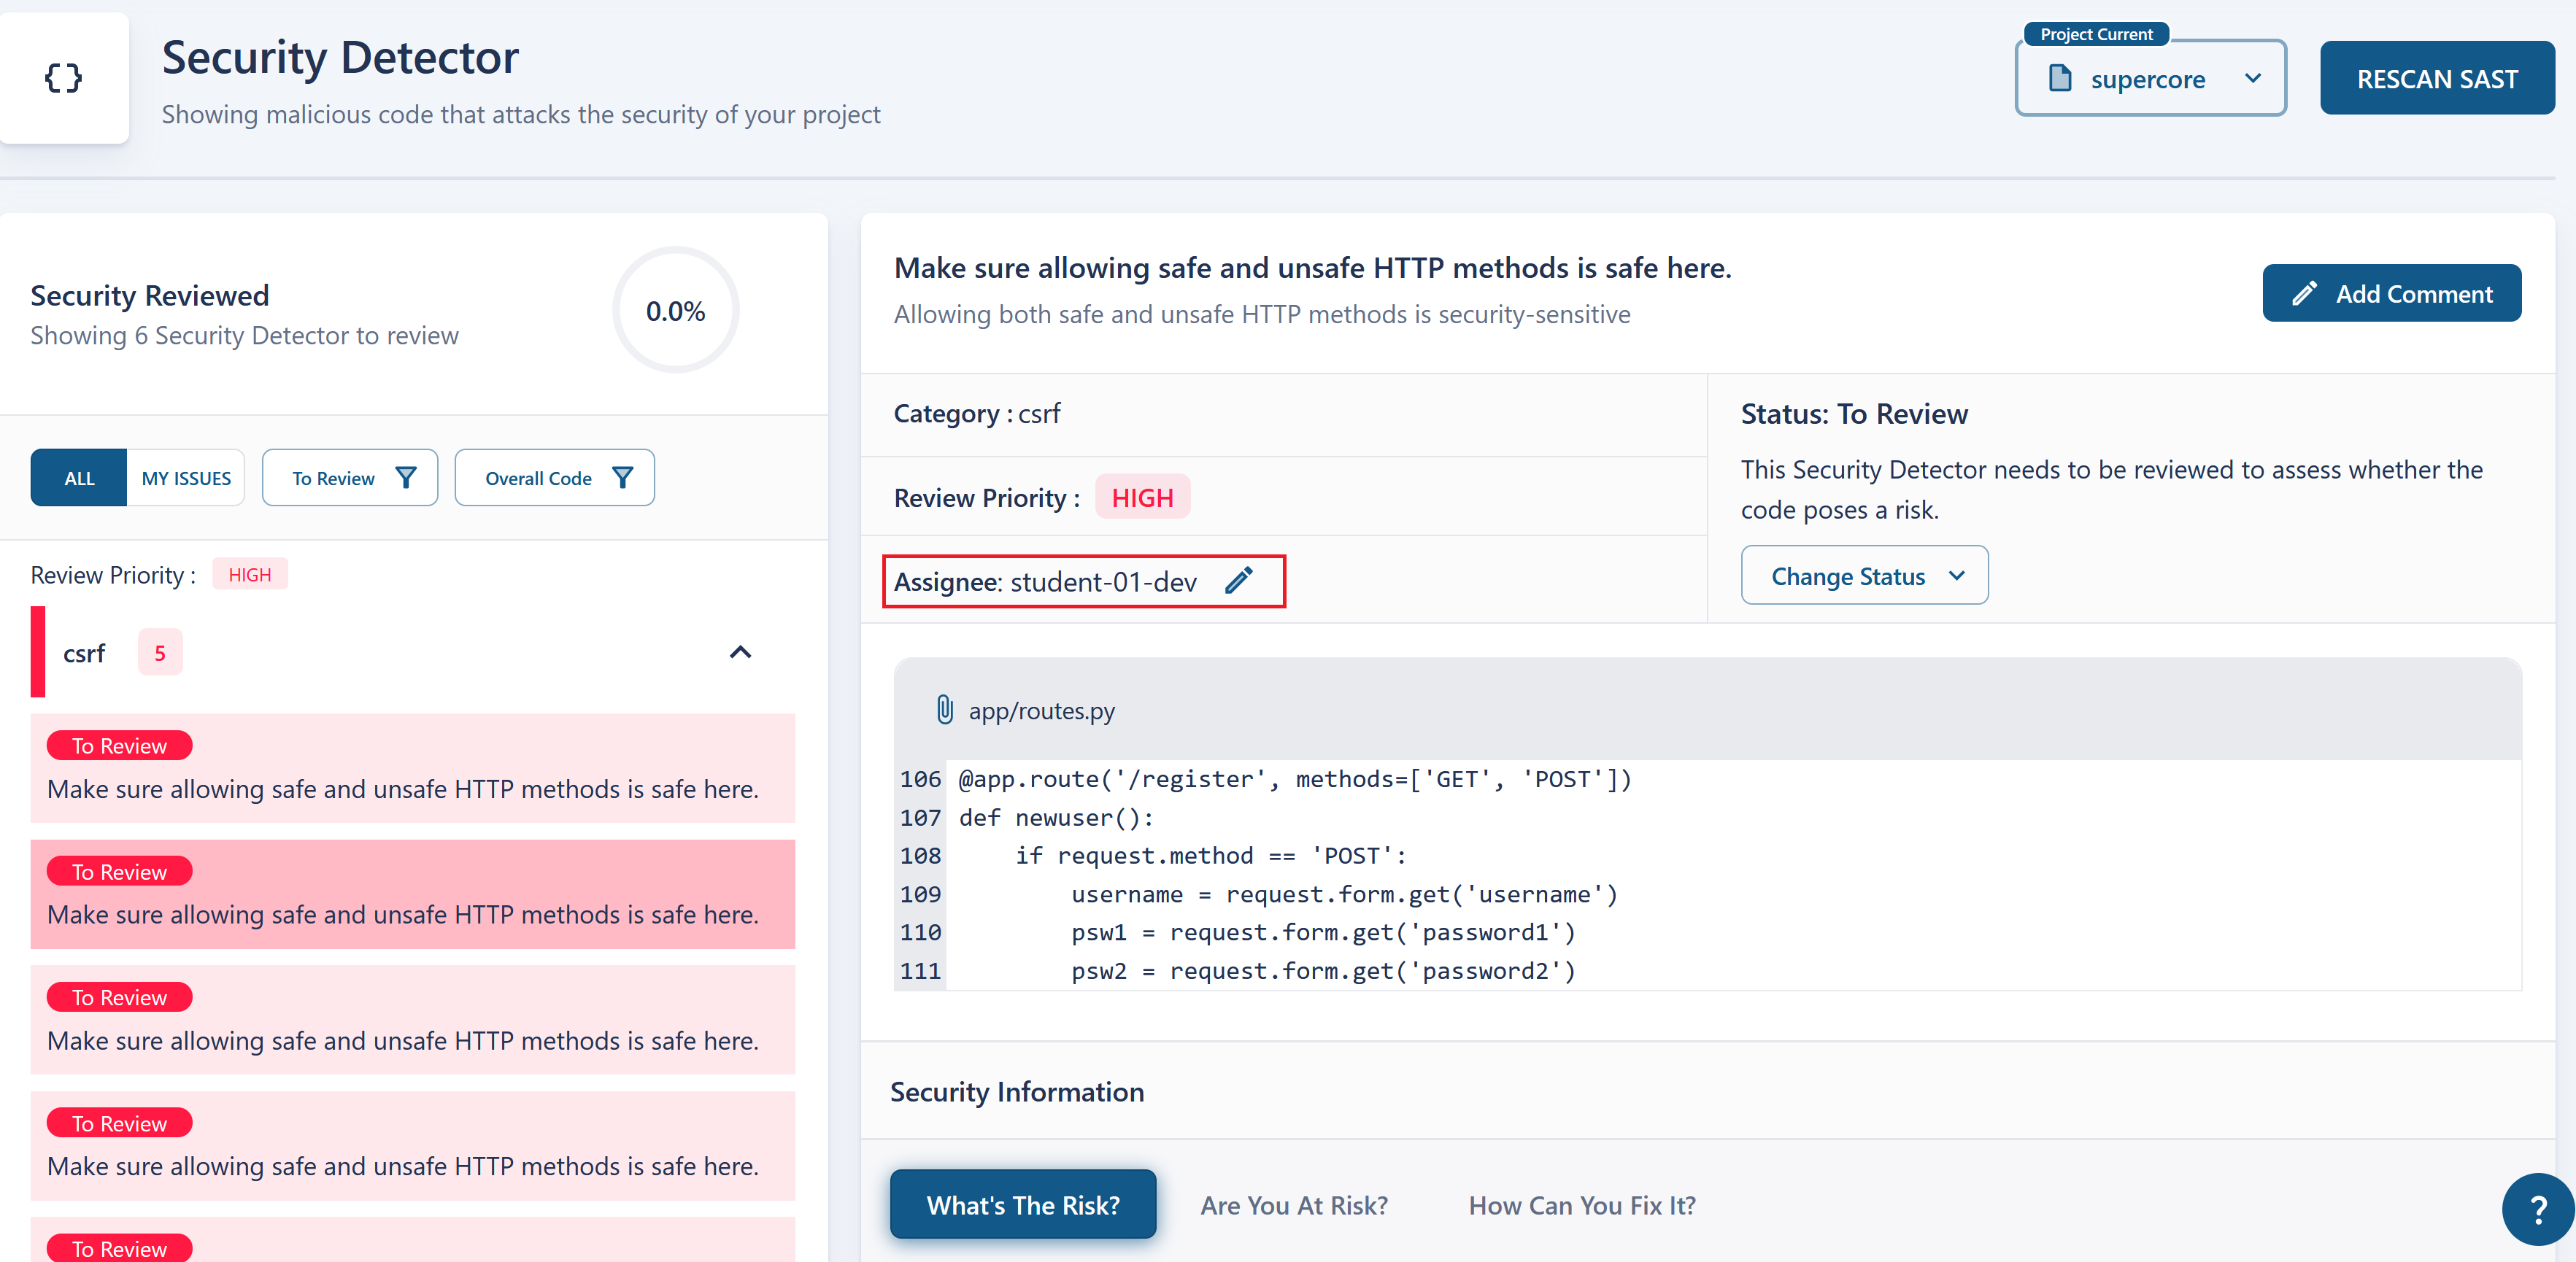 {}
Security Detector
Showing malicious code that attacks the security of your project
Project Current
supercore
RESCAN SAST
Security Reviewed
Showing 6 Security Detector to review
0.0%
ALL
MY ISSUES
To Review
Overall Code
Review Priority :
HIGH
csrf
5
To Review
Make sure allowing safe and unsafe HTTP methods is safe here.
To Review
Make sure allowing safe and unsafe HTTP methods is safe here.
To Review
Make sure allowing safe and unsafe HTTP methods is safe here.
To Review
Make sure allowing safe and unsafe HTTP methods is safe here.
To Review
Make sure allowing safe and unsafe HTTP methods is safe here.
Allowing both safe and unsafe HTTP methods is security-sensitive
Add Comment
Category : csrf
Review Priority : HIGH
Assignee: student-01-dev
Status: To Review
This Security Detector needs to be reviewed to assess whether the
code poses a risk.
Change Status
app/routes.py
106 @app.route('/register', methods=['GET', 'POST'])
107 def newuser():
108     if request.method == 'POST':
109         username = request.form.get('username')
110         psw1 = request.form.get('password1')
111         psw2 = request.form.get('password2')
Security Information
What's The Risk?
Are You At Risk?
How Can You Fix It?
?